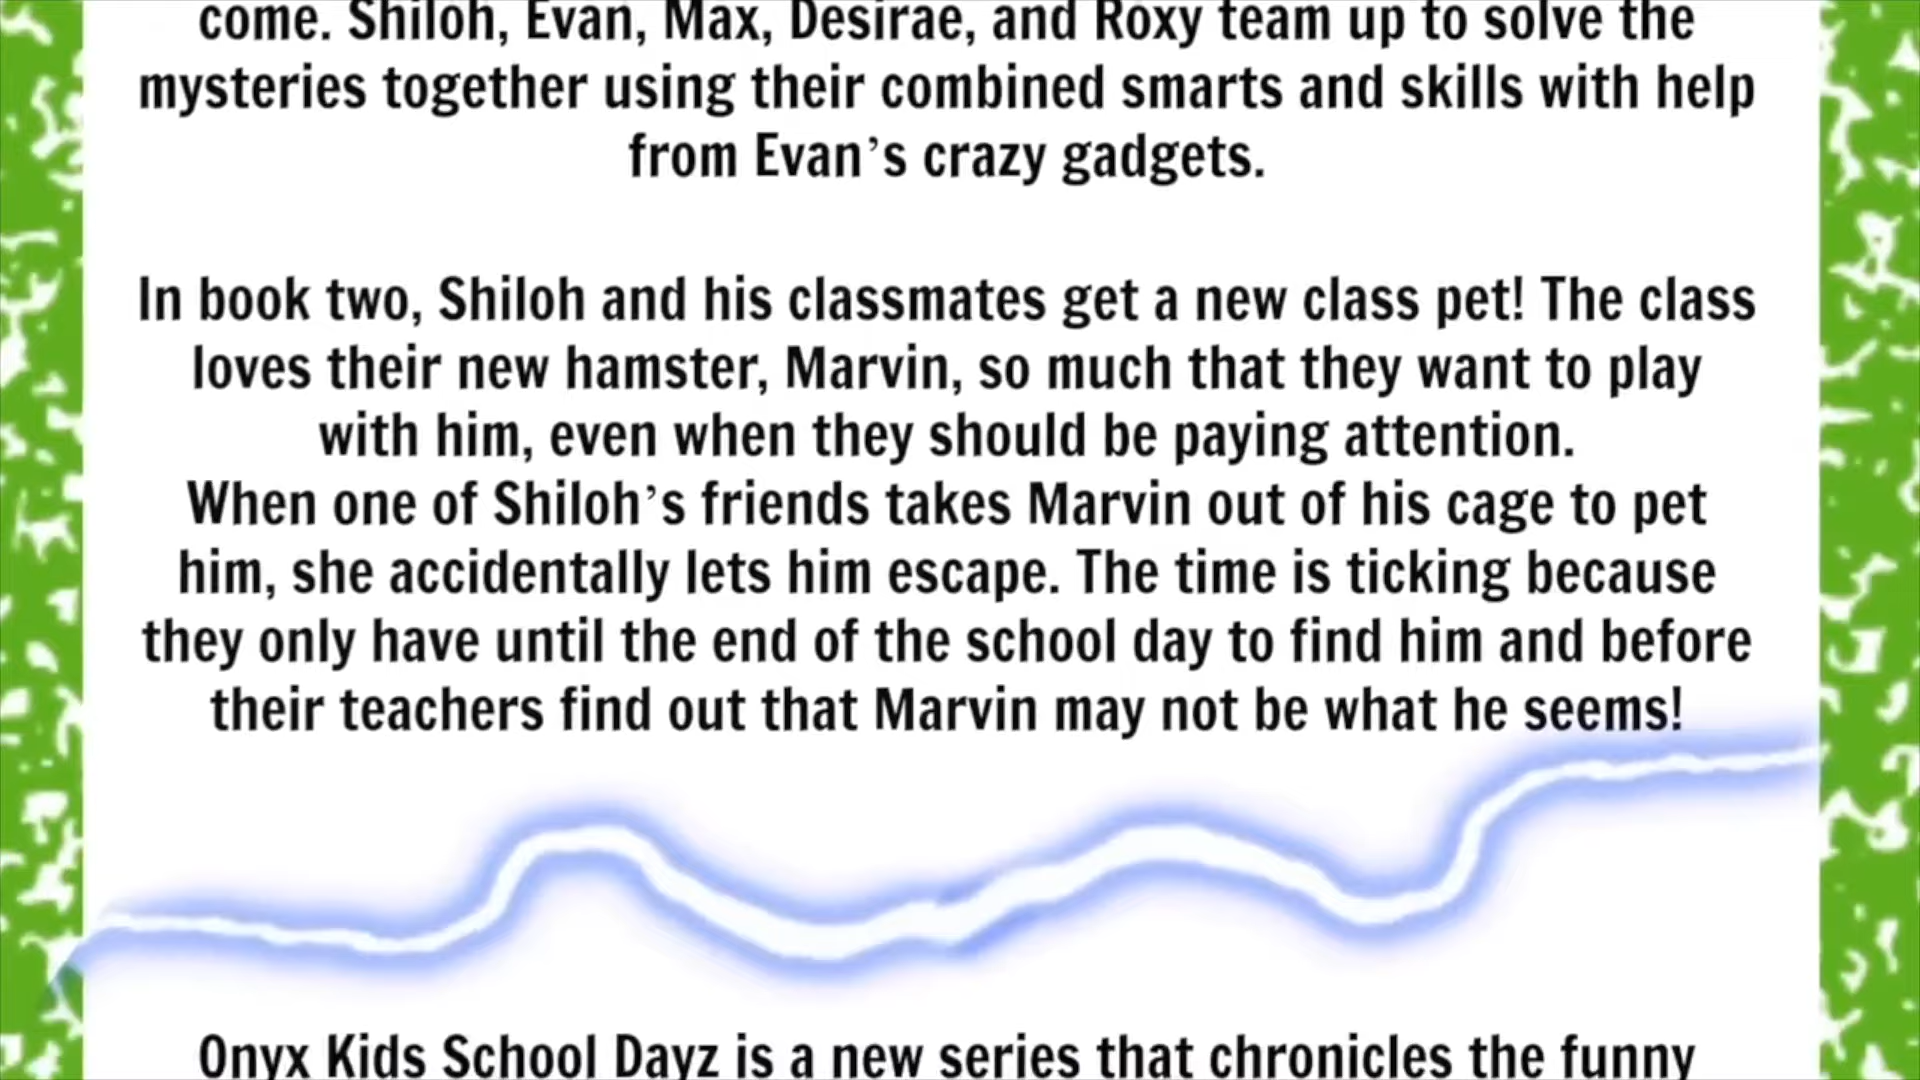 come. Shiloh, Evan, Max, Desirae, and Roxy team up to solve the
mysteries together using their combined smarts and skills with help
from Evan’s crazy gadgets.
In book two, Shiloh and his classmates get a new class pet! The class
loves their new hamster, Marvin, so much that they want to play
with him, even when they should be paying attention.
When one of Shiloh’s friends takes Marvin out of his cage to pet
him, she accidentally lets him escape. The time is ticking because
they only have until the end of the school day to find him and before
their teachers find out that Marvin may not be what he seems!
Onyx Kids School Dayz is a new series that chronicles the funny